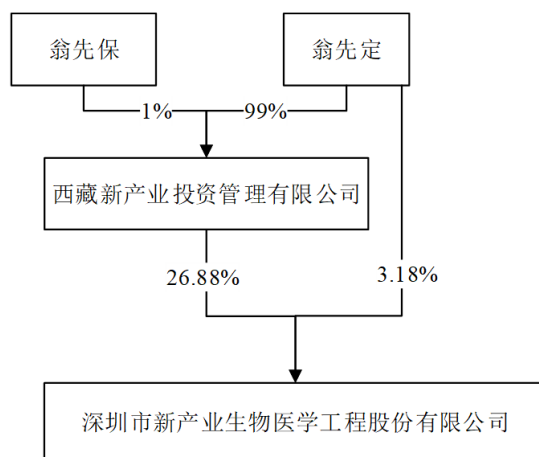 翁先保
翁先定
1%
99%
西藏新产业投资管理有限公司
26.88%
3.18%
深圳市新产业生物医学工程股份有限公司